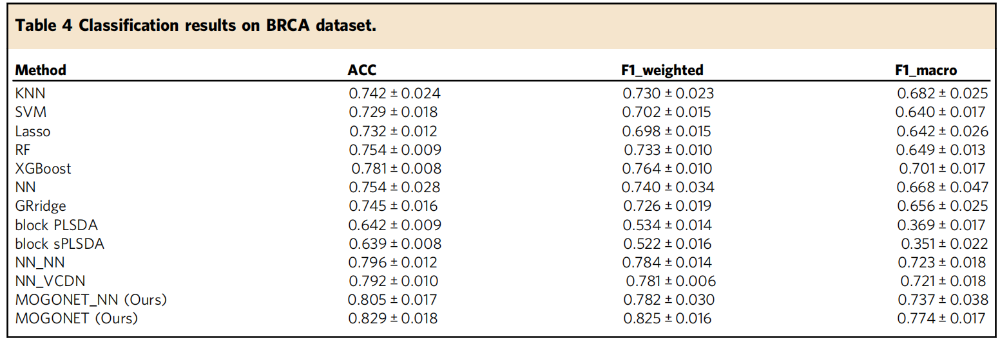 Table 4 Classification results on BRCA dataset.
Method ACC F1_weighted F1_macro
KNN 0.742 ± 0.024 0.730 ± 0.023 0.682 ± 0.025
SVM 0.729 ± 0.018 0.702 ± 0.015 0.640 ± 0.017
Lasso 0.732 ± 0.012 0.698 ± 0.015 0.642 ± 0.026
RF 0.754 ± 0.009 0.733 ± 0.010 0.649 ± 0.013
XGBoost 0.781 ± 0.008 0.764 ± 0.010 0.701 ± 0.017
NN 0.754 ± 0.028 0.740 ± 0.034 0.668 ± 0.047
GRridge 0.745 ± 0.016 0.726 ± 0.019 0.656 ± 0.025
block PLSDA 0.642 ± 0.009 0.534 ± 0.014 0.369 ± 0.017
block sPLSDA 0.639 ± 0.008 0.522 ± 0.016 0.351 ± 0.022
NN_NN 0.796 ± 0.012 0.784 ± 0.014 0.723 ± 0.018
NN_VCDN 0.792 ± 0.010 0.781 ± 0.006 0.721 ± 0.018
MOGONET_NN (Ours) 0.805 ± 0.017 0.782 ± 0.030 0.737 ± 0.038
MOGONET (Ours) 0.829 ± 0.018 0.825 ± 0.016 0.774 ± 0.017